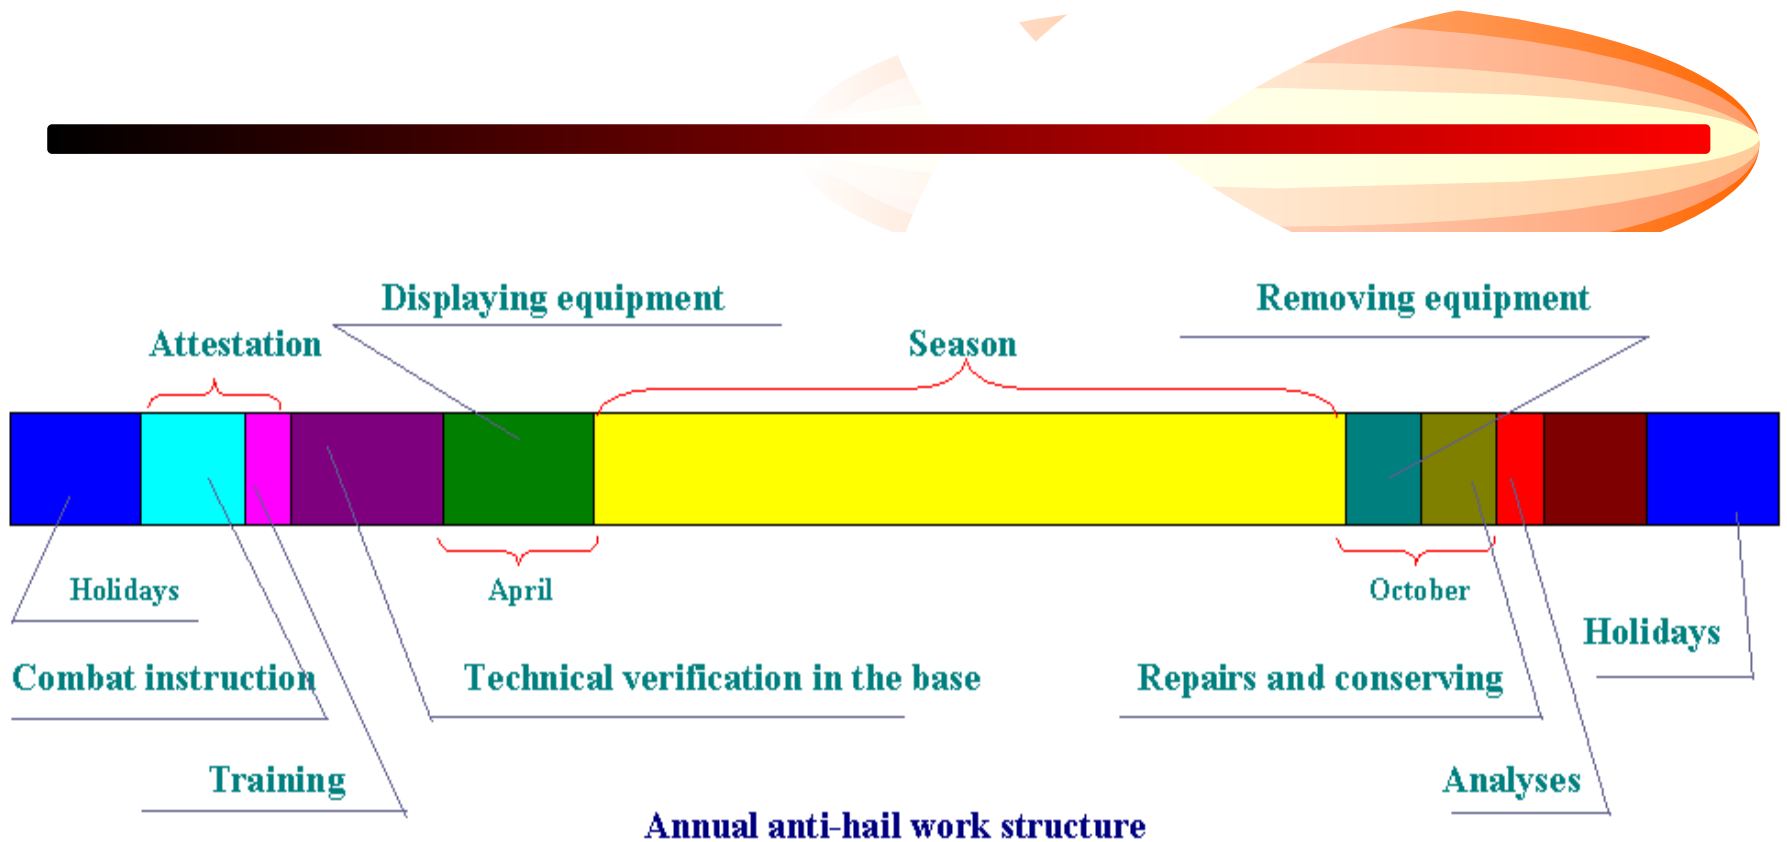 Displaying equipment
Removing equipment
Attestation
Season
Holidays
April
October
Holidays
Combat instruction
Technical verification in the base
Repairs and conserving
Training
Analyses
Annual anti-hail work structure